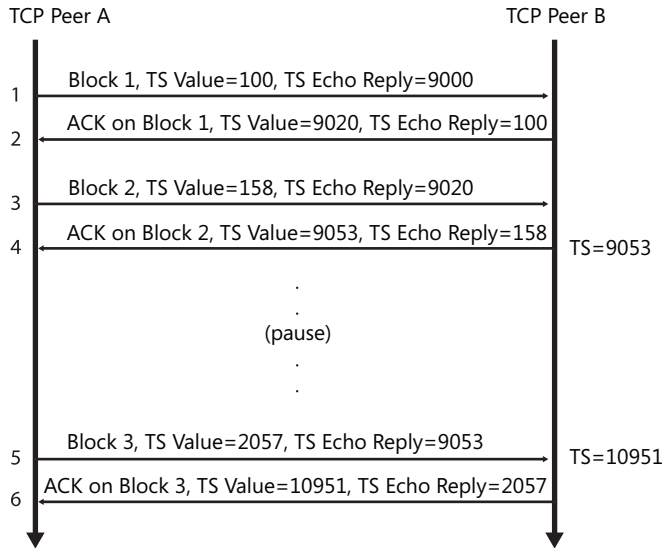 TCP Peer A
TCP Peer B
1
Block 1, TS Value=100, TS Echo Reply=9000
2
ACK on Block 1, TS Value=9020, TS Echo Reply=100
3
Block 2, TS Value=158, TS Echo Reply=9020
4
ACK on Block 2, TS Value=9053, TS Echo Reply=158
TS=9053
.
.
(pause)
.
.
5
Block 3, TS Value=2057, TS Echo Reply=9053
TS=10951
6
ACK on Block 3, TS Value=10951, TS Echo Reply=2057